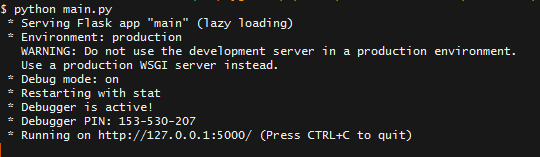 $ python main.py
* Serving Flask app "main" (lazy loading)
* Environment: production
WARNING: Do not use the development server in a production environment.
Use a production WSGI server instead.
* Debug mode: on
* Restarting with stat
* Debugger is active!
* Debugger PIN: 153-530-207
* Running on http://127.0.0.1:5000/ (Press CTRL+C to quit)